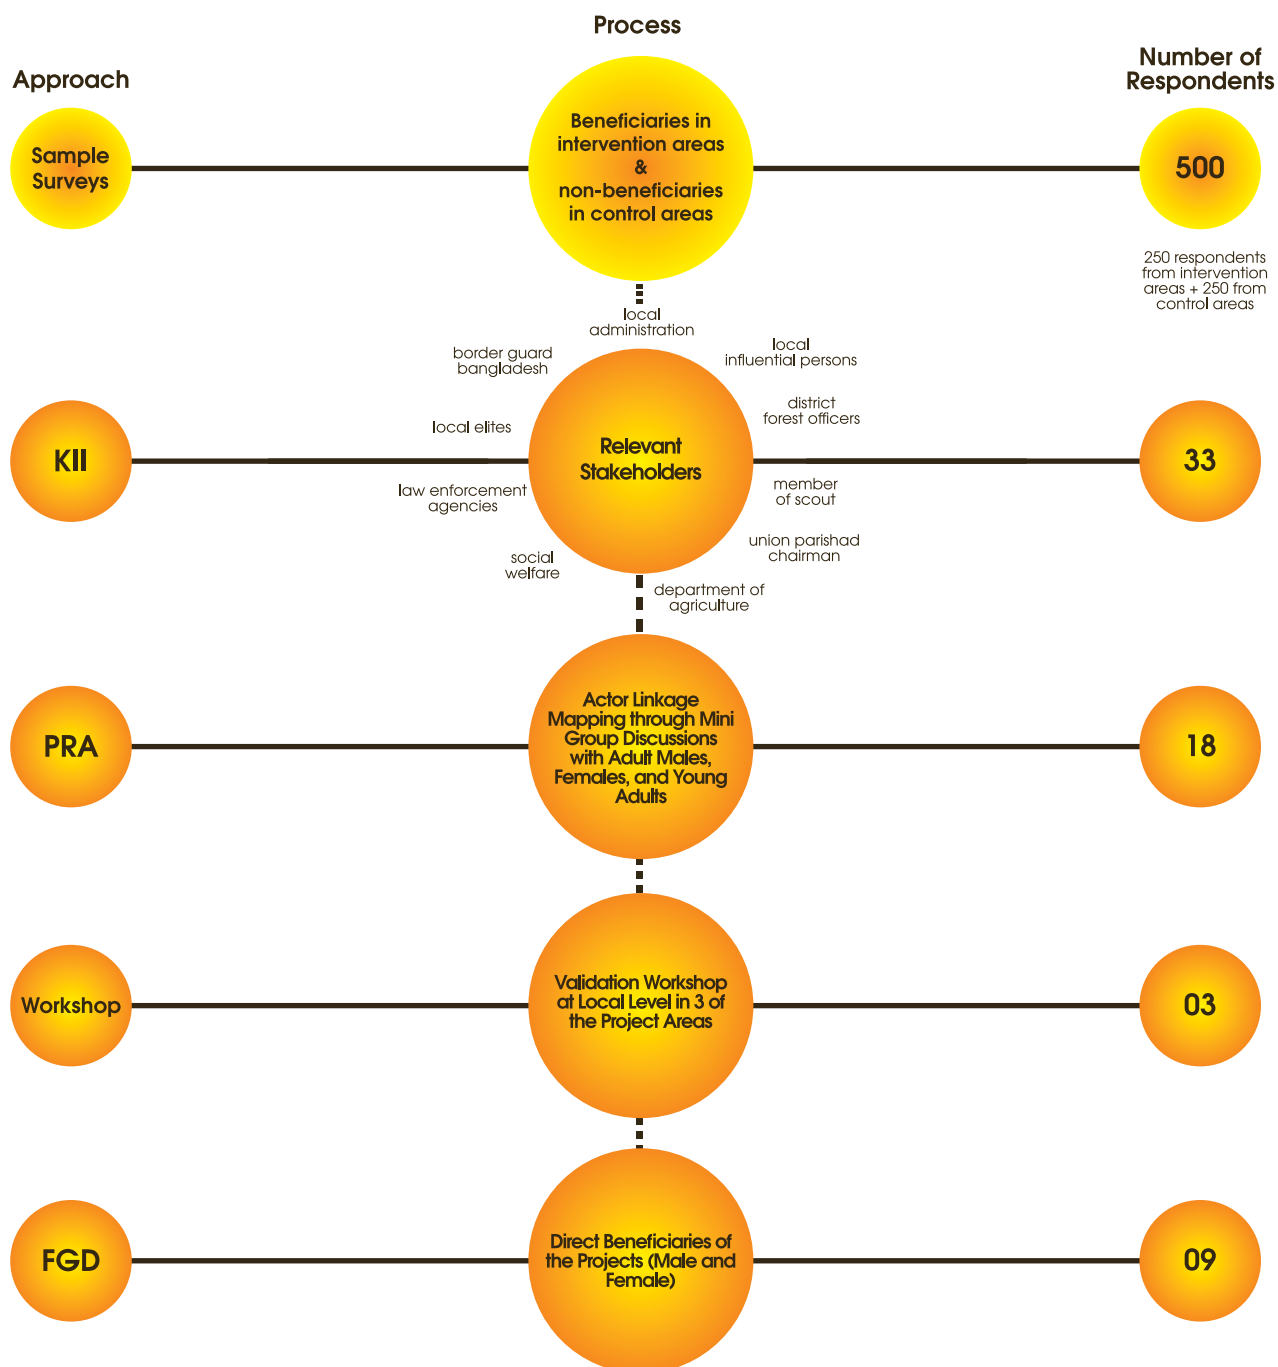 Process
Approach
Number of
Respondents
Sample
Surveys
Beneficiaries in
intervention areas
&
non-beneficiaries
in control areas
500
250 respondents
from intervention
areas + 250 from
control areas
local
administration
border guard
bangladesh
local
influential persons
local elites
district
forest officers
KII
Relevant
Stakeholders
33
law enforcement
agencies
member
of scout
social
welfare
union parishad
chairman
department of
agriculture
PRA
Actor Linkage
Mapping through Mini
Group Discussions
with Adult Males,
Females, and Young
Adults
18
Workshop
Validation Workshop
at Local Level in 3 of
the Project Areas
03
FGD
Direct Beneficiaries of
the Projects (Male and
Female)
09